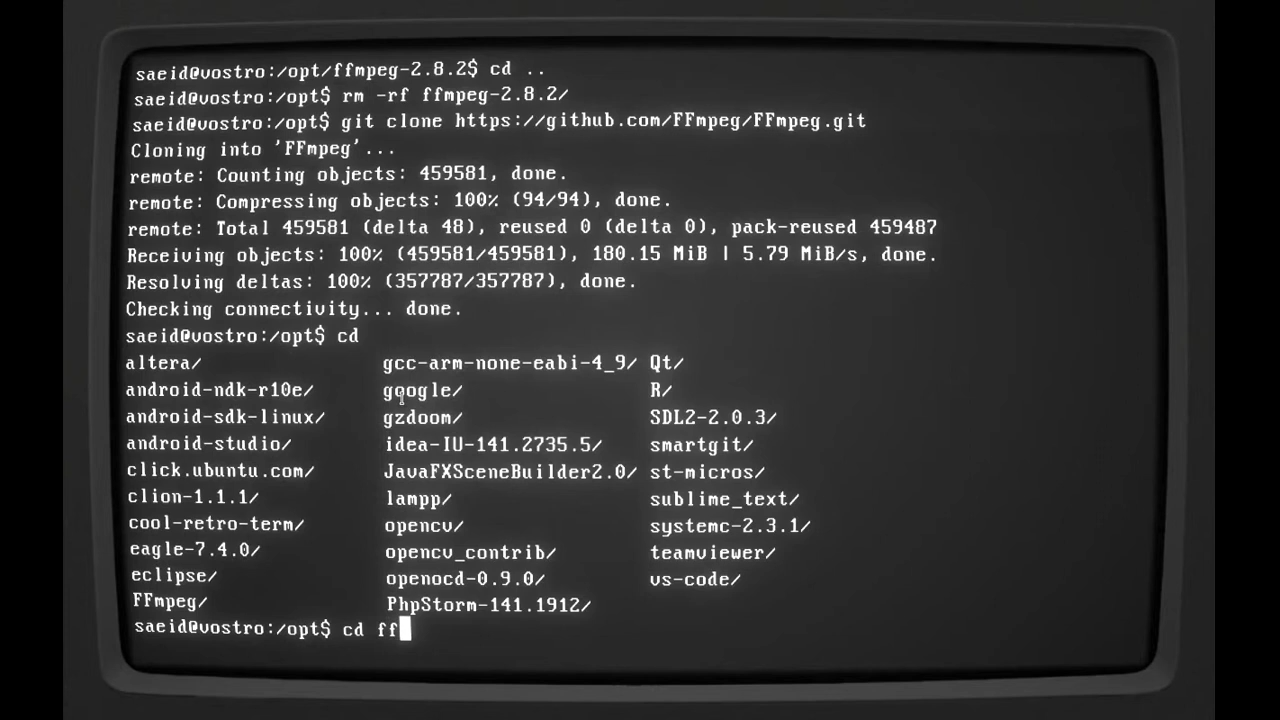 saeid@vostro:/opt/ffmpeg-2.8.2$ cd ..
saeid@vostro:/opt$ rm -rf ffmpeg-2.8.2/
saeid@vostro:/opt$ git clone https://github.com/FFmpeg/FFmpeg.git
Cloning into 'FFmpeg'...
remote: Counting objects: 459581, done.
remote: Compressing objects: 100% (94/94), done.
remote: Total 459581 (delta 48), reused 0 (delta 0), pack-reused 459487
Receiving objects: 100% (459581/459581), 180.15 MiB | 5.79 MiB/s, done.
Resolving deltas: 100% (357787/357787), done.
Checking connectivity... done.
saeid@vostro:/opt$ cd
altera/ gcc-arm-none-eabi-4_9/ Qt/
android-ndk-r10e/ google/ R/
android-sdk-linux/ gzdoom/ SDL2-2.0.3/
android-studio/ idea-IU-141.2735.5/ smartgit/
click.ubuntu.com/ JavaFXSceneBuilder2.0/ st-micros/
clion-1.1.1/ lampp/ sublime_text/
cool-retro-term/ opencv/ systemc-2.3.1/
eagle-7.4.0/ opencv_contrib/ teamviewer/
eclipse/ openocd-0.9.0/ vs-code/
FFmpeg/ PhpStorm-141.1912/
saeid@vostro:/opt$ cd ff